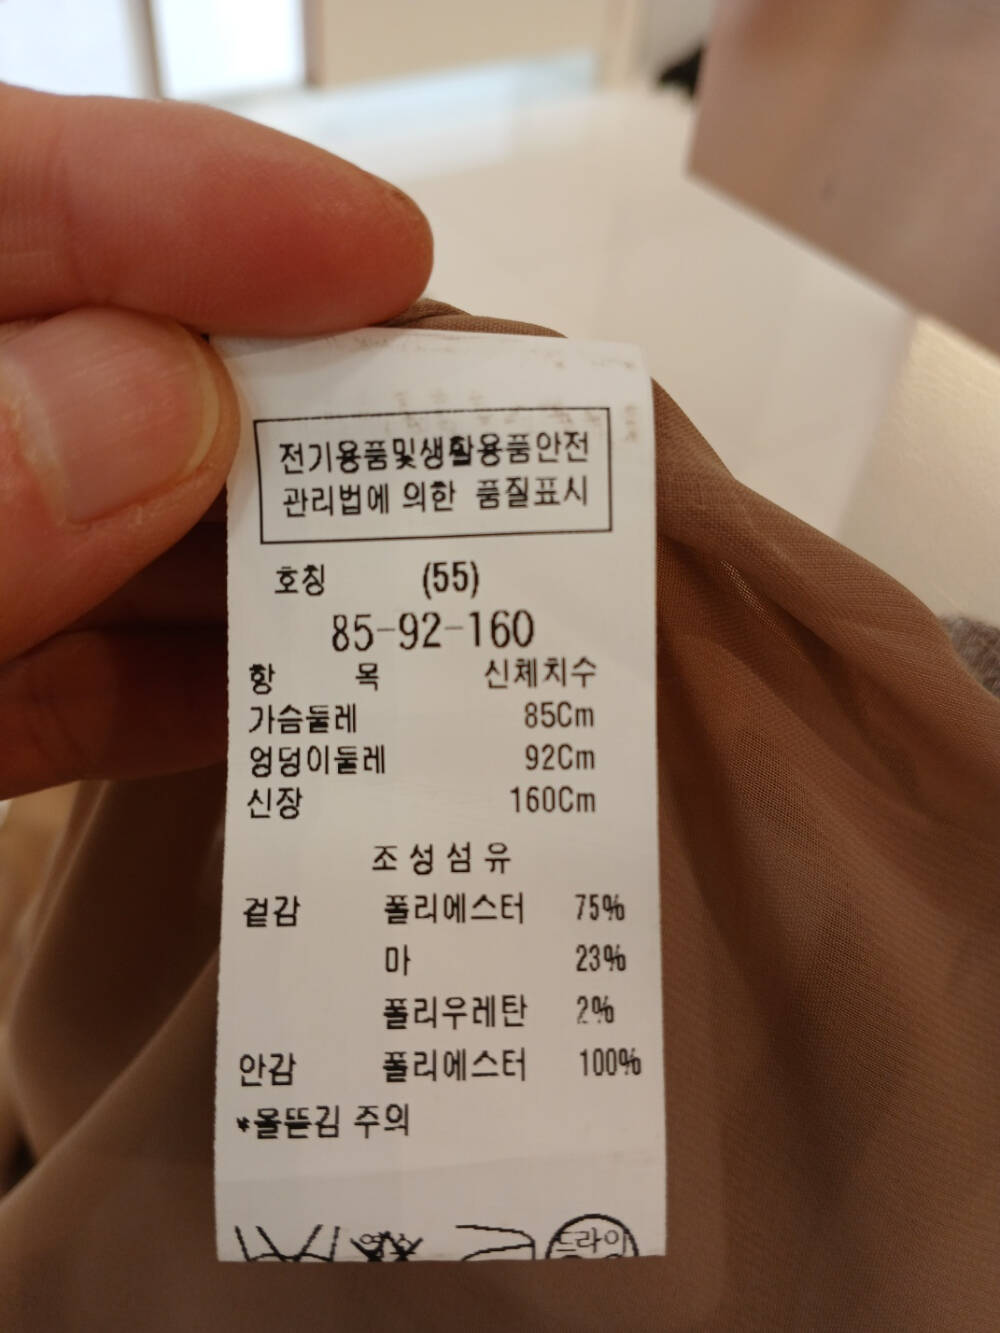 전기용품및생활용품안전
관리법에 의한 품질표시
호칭 (55)
85-92-160
항 목 신체치수
가슴둘레 85Cm
엉덩이둘레 92Cm
신장 160Cm
조성섬유
겉감 폴리에스터 75%
마 23%
폴리우레탄 2%
안감 폴리에스터 100%
*올뜯김 주의
드라이